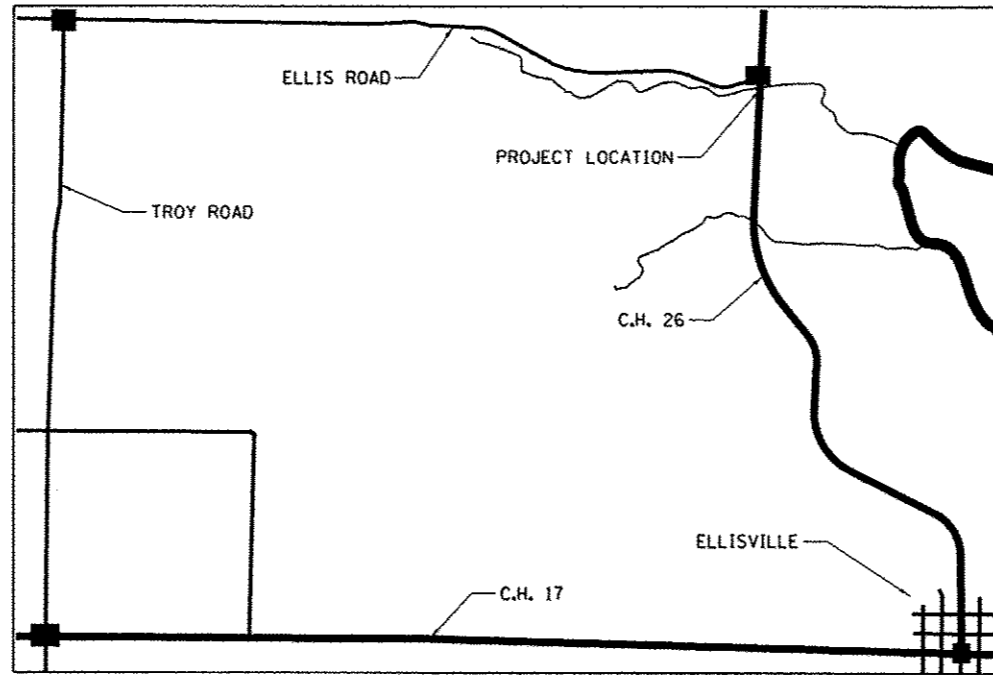 ELLIS ROAD
PROJECT LOCATION
TROY ROAD
C.H. 26
ELLISVILLE
C.H. 17